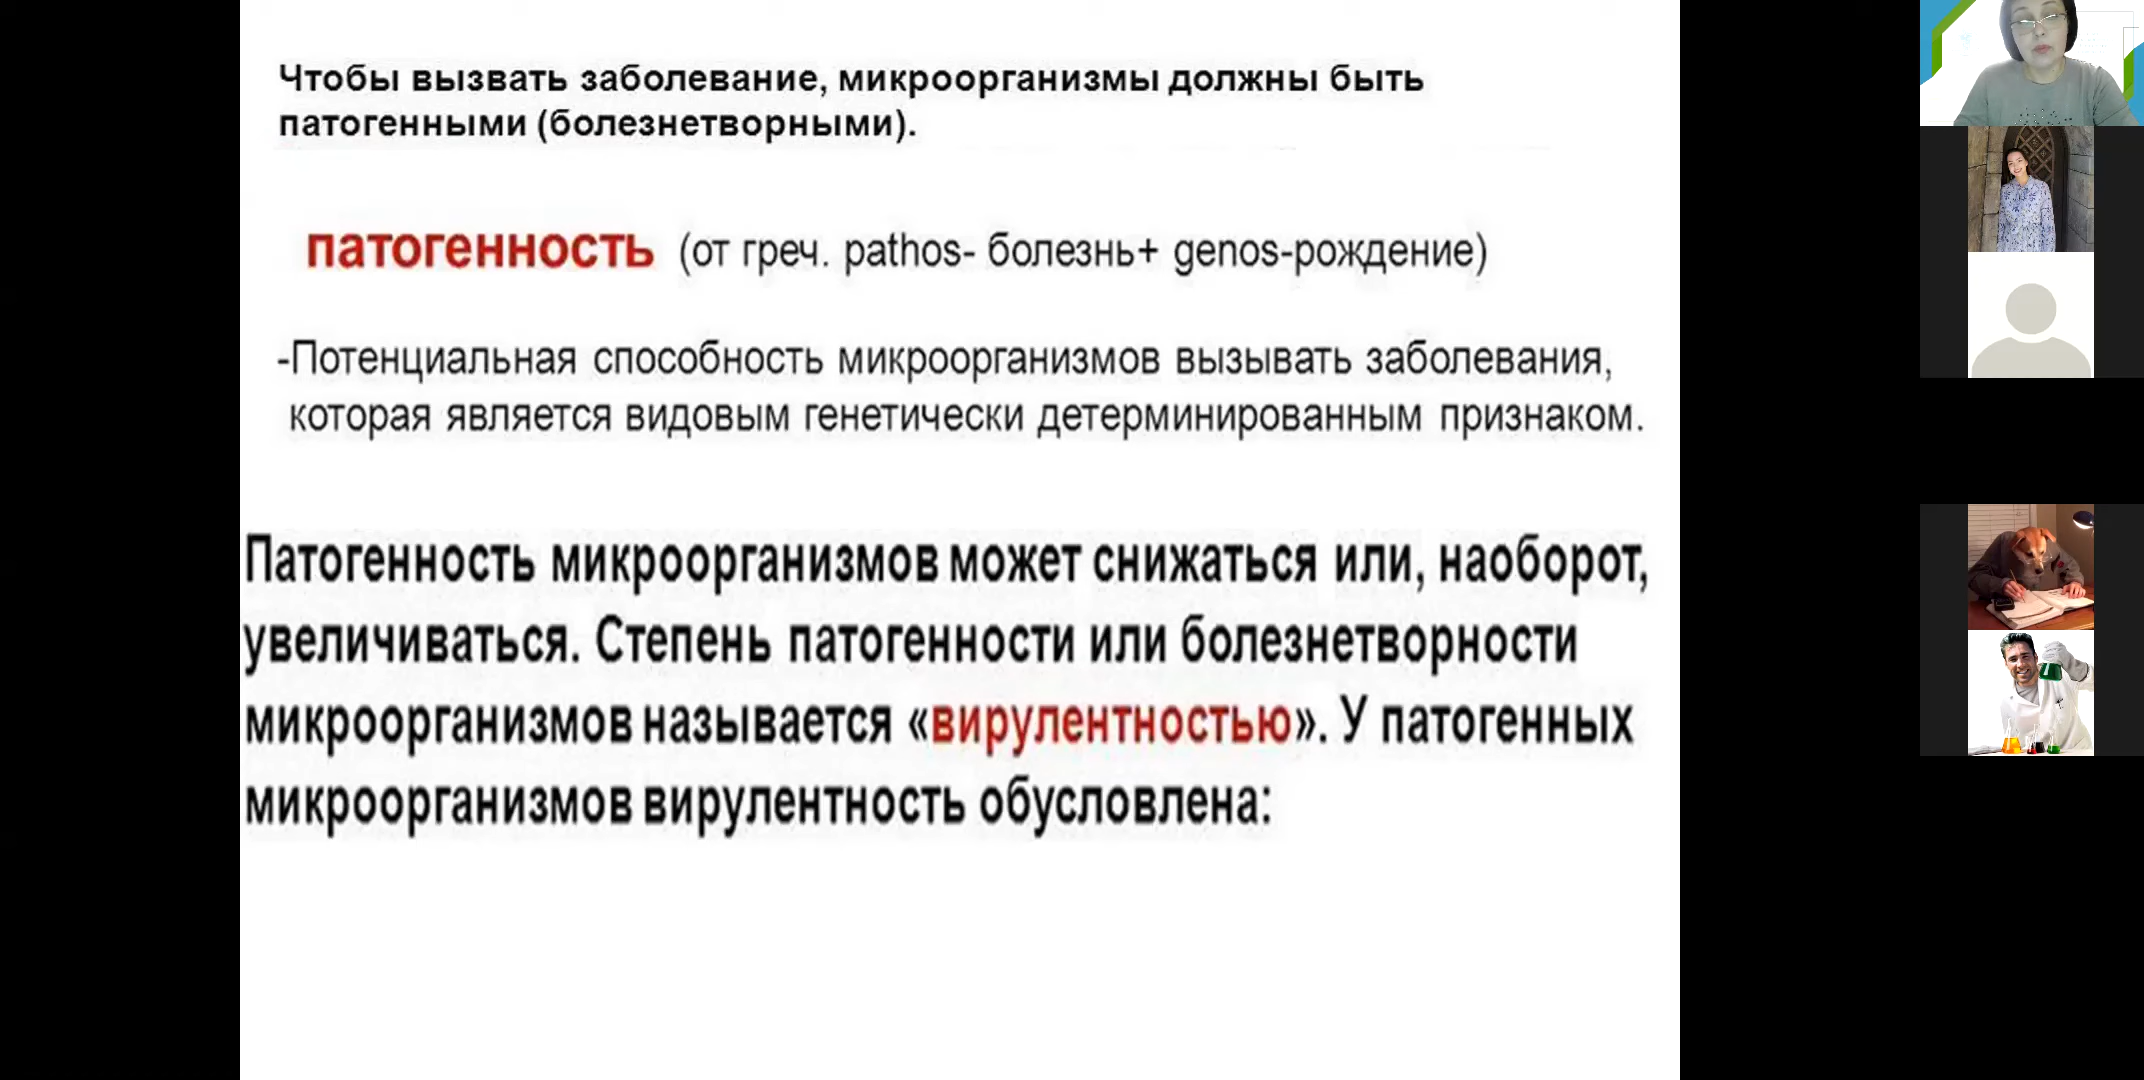 Чтобы вызвать заболевание, микроорганизмы должны быть
патогенными (болезнетворными).
патогенность (от греч. pathos- болезнь+ genos-рождение)
-Потенциальная способность микроорганизмов вызывать заболевания,
которая является видовым генетически детерминированным признаком.
Патогенность микроорганизмов может снижаться или, наоборот,
увеличиваться. Степень патогенности или болезнетворности
микроорганизмов называется «вирулентностью». У патогенных
микроорганизмов вирулентность обусловлена: